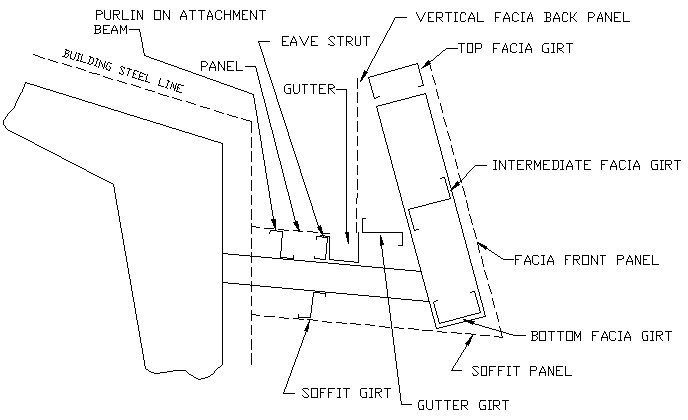 PURLIN ON ATTACHMENT
BEAM
VERTICAL FACIA BACK PANEL
EAVE STRUT
TOP FACIA GIRT
BUILDING STEEL LINE
PANEL
GUTTER
INTERMEDIATE FACIA GIRT
FACIA FRONT PANEL
BOTTOM FACIA GIRT
SOFFIT PANEL
SOFFIT GIRT
GUTTER GIRT